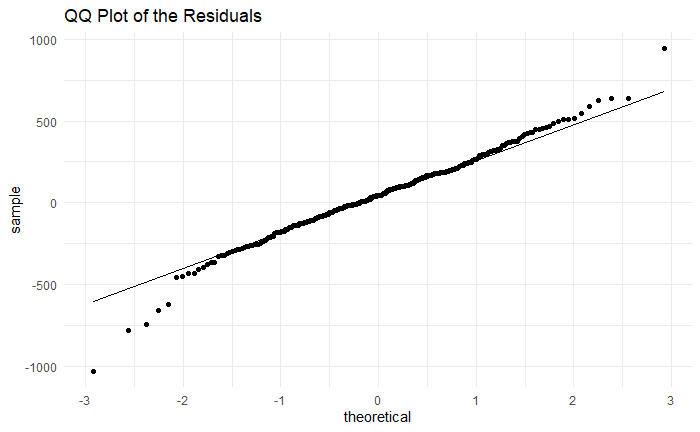 QQ Plot of the Residuals
1000
500
0
-500
-1000
sample
-3 -2 -1 0 1 2 3
theoretical